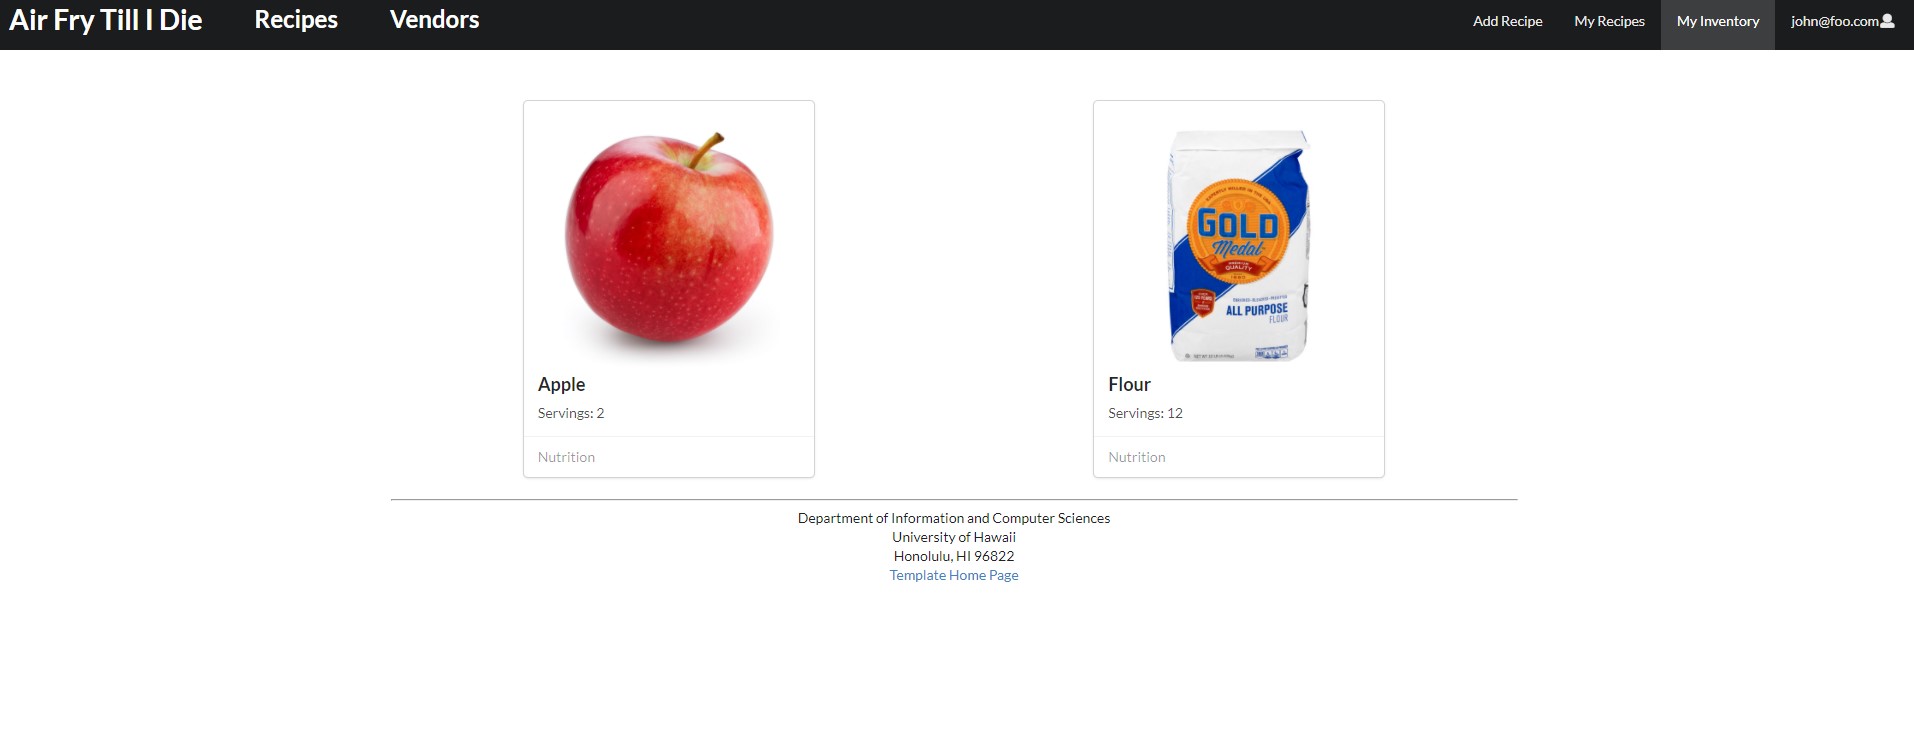 Air Fry Till I Die Recipes Vendors Add Recipe My Recipes My Inventory john@foo.com
GOLD
Medal
QUALITY
ALL PURPOSE
FLOUR
Apple
Servings: 2
Nutrition
Flour
Servings: 12
Nutrition
Department of Information and Computer Sciences
University of Hawaii
Honolulu, HI 96822
Template Home Page